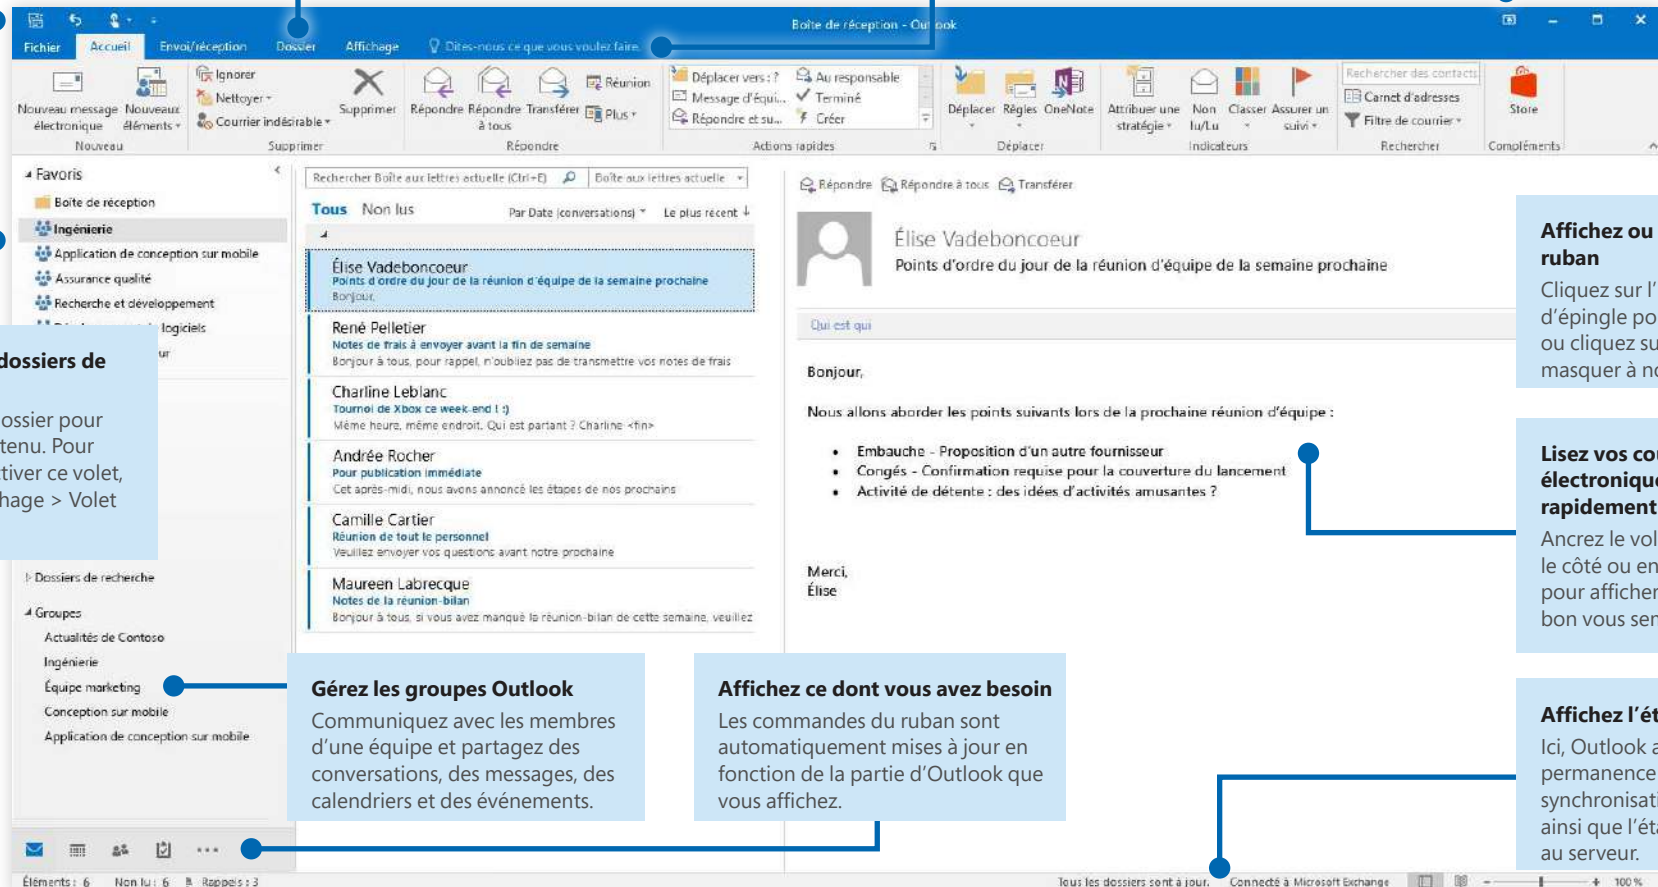 Boîte de réception - Outlook
Fichier Accueil Envoi/réception Dossier Affichage Dites-nous ce que vous voulez faire.
Nouveau message électronique
Nouveaux éléments
Nouveau
Ignorer
Nettoyer
Courrier indésirable
Supprimer
Supprimer
Répondre
Répondre à tous
Transférer
Réunion
Plus
Répondre
Déplacer vers : ?
Message d'équi...
Répondre et su...
Au responsable
Terminé
Créer
Actions rapides
Déplacer
Règles
OneNote
Déplacer
Attribuer une stratégie
Non lu/Lu
Classer
Assurer un suivi
Indicateurs
Rechercher des contacts
Carnet d'adresses
Filtre de courrier
Rechercher
Store
Compléments
Favoris
Boîte de réception
Ingénierie
Application de conception sur mobile
Assurance qualité
Recherche et développement
logiciels
ur
dossiers de
ossier pour
tenu. Pour
ctiver ce volet,
hage > Volet
Dossiers de recherche
Groupes
Actualités de Contoso
Ingénierie
Équipe marketing
Conception sur mobile
Application de conception sur mobile
Rechercher Boîte aux lettres actuelle (Ctrl+E) Boîte aux lettres actuelle
Tous Non lus Par Date (conversations) Le plus récent ↓
Élise Vadeboncoeur
Points d'ordre du jour de la réunion d'équipe de la semaine prochaine
Bonjour,
René Pelletier
Notes de frais à envoyer avant la fin de semaine
Bonjour à tous, pour rappel, n'oubliez pas de transmettre vos notes de frais
Charline Leblanc
Tournoi de Xbox ce week-end ! :)
Même heure, même endroit. Qui est partant ? Charline <fin>
Andrée Rocher
Pour publication immédiate
Cet après-midi, nous avons annoncé les étapes de nos prochains
Camille Cartier
Réunion de tout le personnel
Veuillez envoyer vos questions avant notre prochaine
Maureen Labrecque
Notes de la réunion-bilan
Bonjour à tous, si vous avez manqué la réunion-bilan de cette semaine, veuillez
Répondre Répondre à tous Transférer
Élise Vadeboncoeur
Points d'ordre du jour de la réunion d'équipe de la semaine prochaine
Qui est qui
Bonjour,
Nous allons aborder les points suivants lors de la prochaine réunion d'équipe :
• Embauche - Proposition d'un autre fournisseur
• Congés - Confirmation requise pour la couverture du lancement
• Activité de détente : des idées d'activités amusantes ?
Merci,
Élise
Affichez ou
ruban
Cliquez sur l'
d'épingle po
ou cliquez su
masquer à no
Lisez vos cou
électronique
rapidement
Ancrez le vol
le côté ou en
pour afficher
bon vous sem
Gérez les groupes Outlook
Communiquez avec les membres
d'une équipe et partagez des
conversations, des messages, des
calendriers et des événements.
Affichez ce dont vous avez besoin
Les commandes du ruban sont
automatiquement mises à jour en
fonction de la partie d'Outlook que
vous affichez.
Affichez l'ét
Ici, Outlook a
permanence
synchronisati
ainsi que l'éta
au serveur.
Éléments : 6 Non lu : 6 Rappels : 3
Tous les dossiers sont à jour. Connecté à Microsoft Exchange 100 %